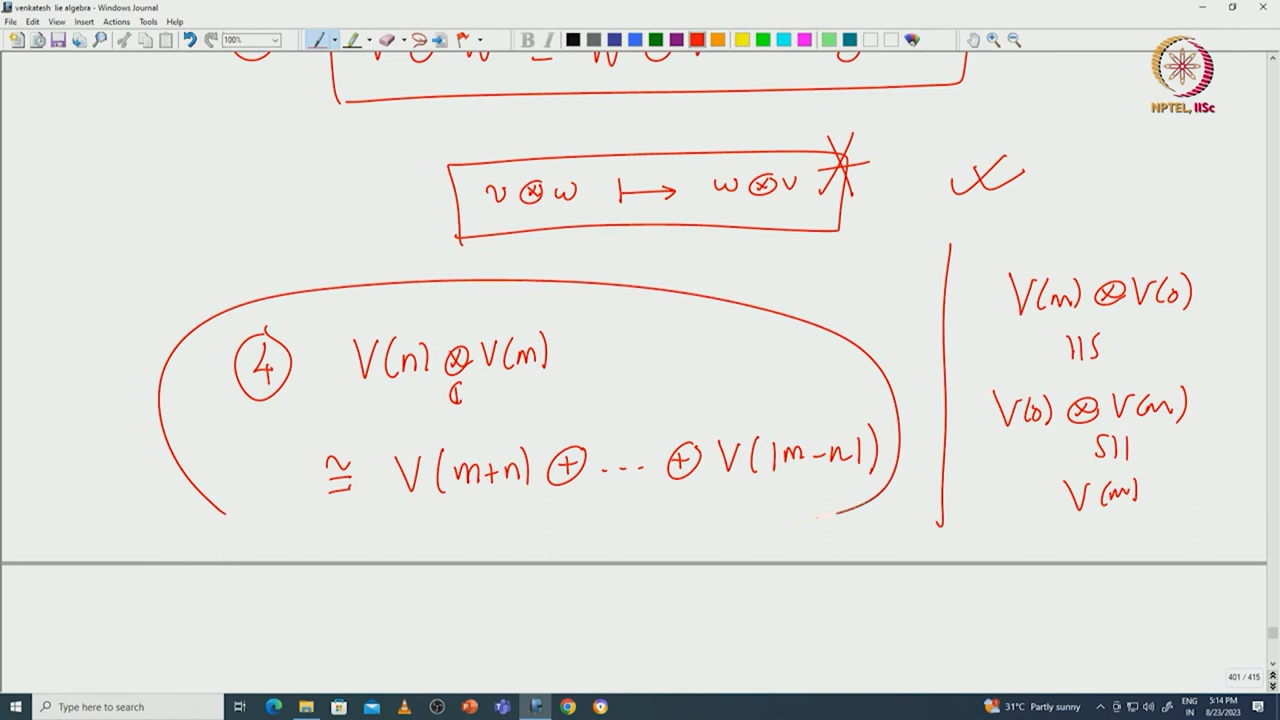 venkatesh lie algebra - Windows Journal
File Edit View Insert Actions Tools Help
100%
NPTEL, IISc
v ⊗ w ⟼ w ⊗ v
④ V(n) ⊗ V(m)
ℂ
≅ V(m+n) ⊕ ... ⊕ V(|m-n|)
V(m) ⊗ V(0)
≅
V(0) ⊗ V(m)
≅
V(m)
401 / 415
Type here to search
31°C Partly sunny
ENG
IN
5:14 PM
8/23/2023